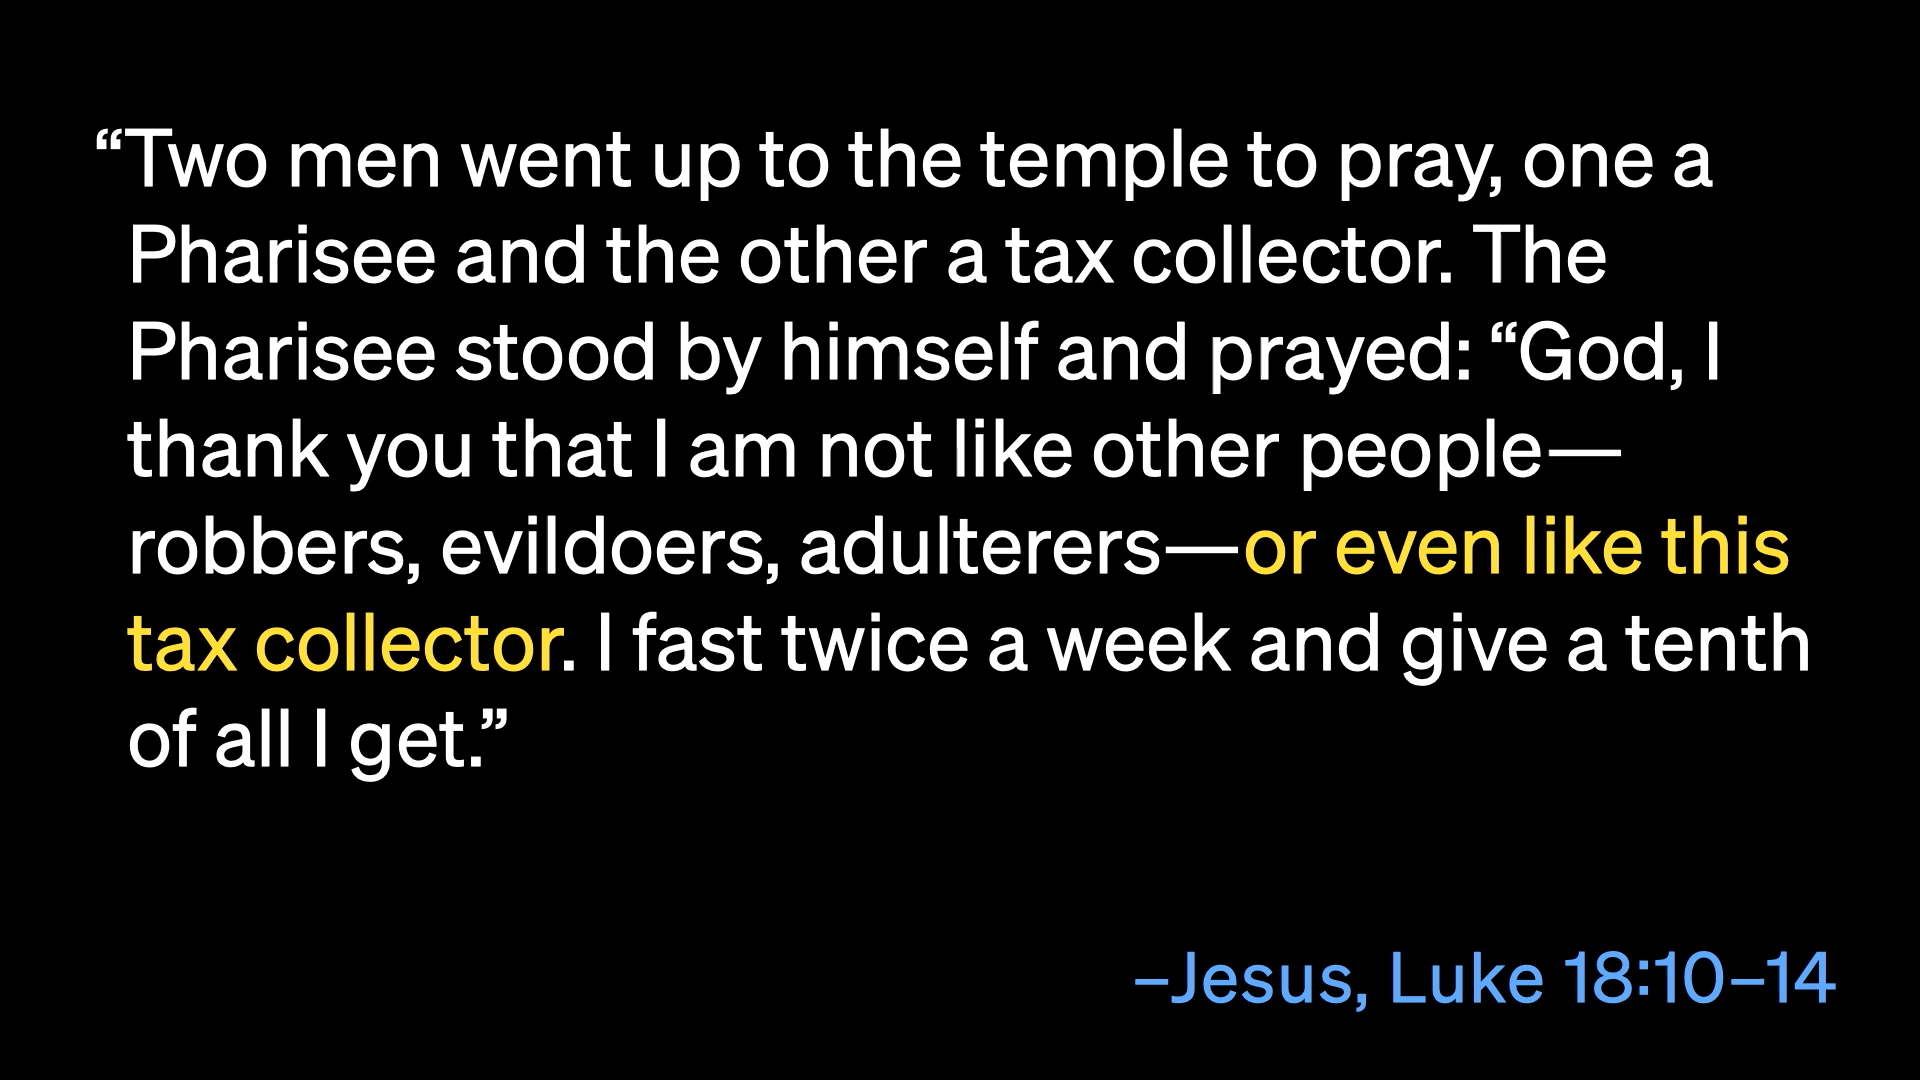 “Two men went up to the temple to pray, one a
Pharisee and the other a tax collector. The
Pharisee stood by himself and prayed: “God, I
thank you that I am not like other people—
robbers, evildoers, adulterers—or even like this
tax collector. I fast twice a week and give a tenth
of all I get.”
–Jesus, Luke 18:10–14